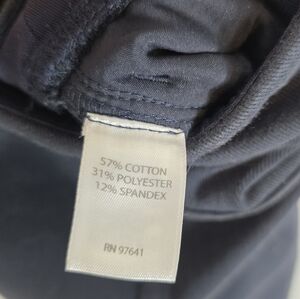 57% COTTON
31% POLYESTER
12% SPANDEX
RN 97641